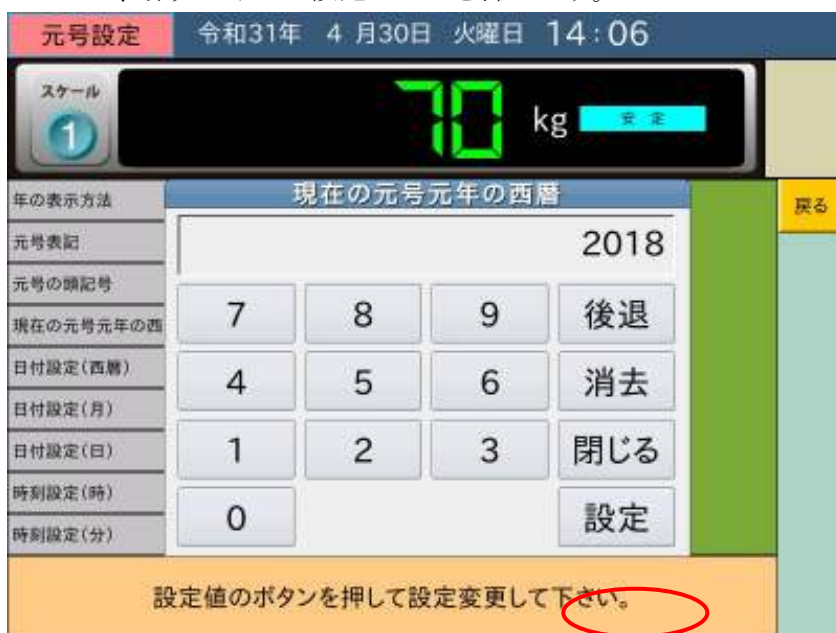 元号設定 令和31年 4月30日 火曜日 14:06
スケール
1
70 kg 安定
年の表示方法
元号表記
元号の頭記号
現在の元号元年の西
日付設定(西暦)
日付設定(月)
日付設定(日)
時刻設定(時)
時刻設定(分)
現在の元号元年の西暦
2018
7 8 9 後退
4 5 6 消去
1 2 3 閉じる
0 設定
戻る
設定値のボタンを押して設定変更して下さい。